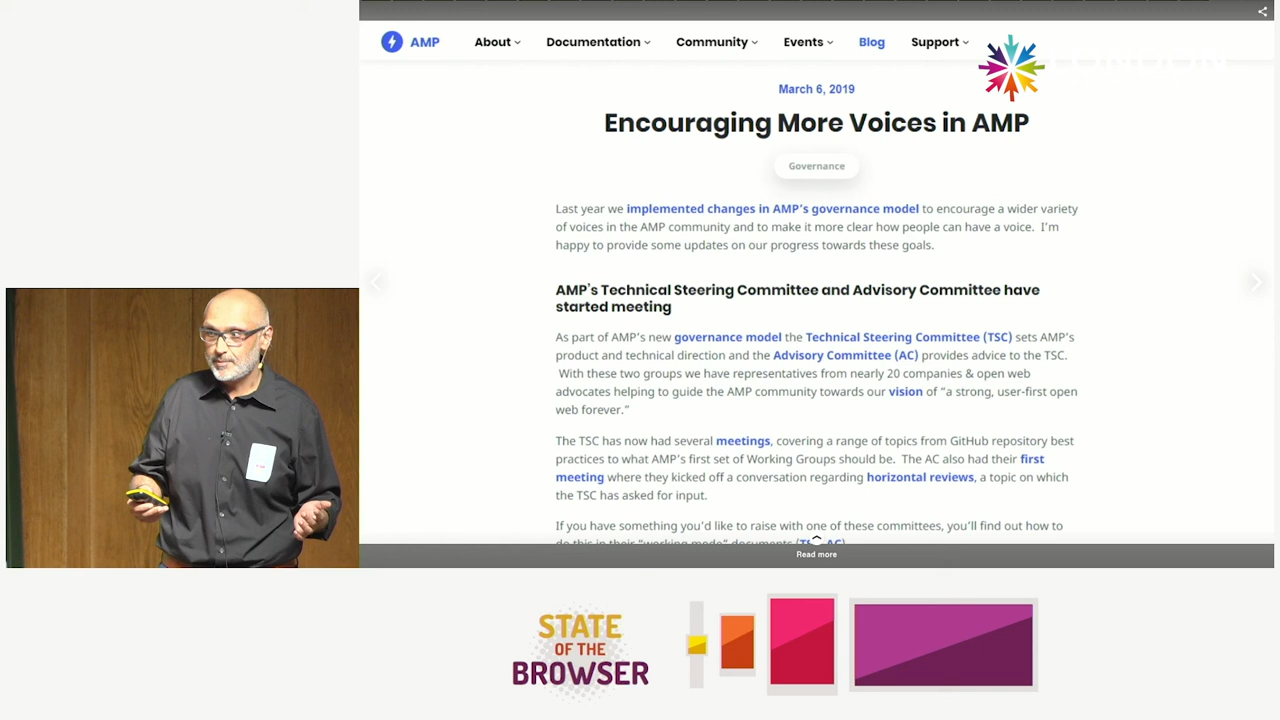 AMP
About
Documentation
Community
Events
Blog
Support
March 6, 2019
Encouraging More Voices in AMP
Governance
Last year we implemented changes in AMP's governance model to encourage a wider variety
of voices in the AMP community and to make it more clear how people can have a voice. I'm
happy to provide some updates on our progress towards these goals.
AMP's Technical Steering Committee and Advisory Committee have
started meeting
As part of AMP's new governance model the Technical Steering Committee (TSC) sets AMP's
product and technical direction and the Advisory Committee (AC) provides advice to the TSC.
With these two groups we have representatives from nearly 20 companies & open web
advocates helping to guide the AMP community towards our vision of "a strong, user-first open
web forever."
The TSC has now had several meetings, covering a range of topics from GitHub repository best
practices to what AMP's first set of Working Groups should be. The AC also had their first
meeting where they kicked off a conversation regarding horizontal reviews, a topic on which
the TSC has asked for input.
If you have something you'd like to raise with one of these committees, you'll find out how to
do this in their "working mode" documents (TSC, AC).
Read more
STATE
OF THE
BROWSER